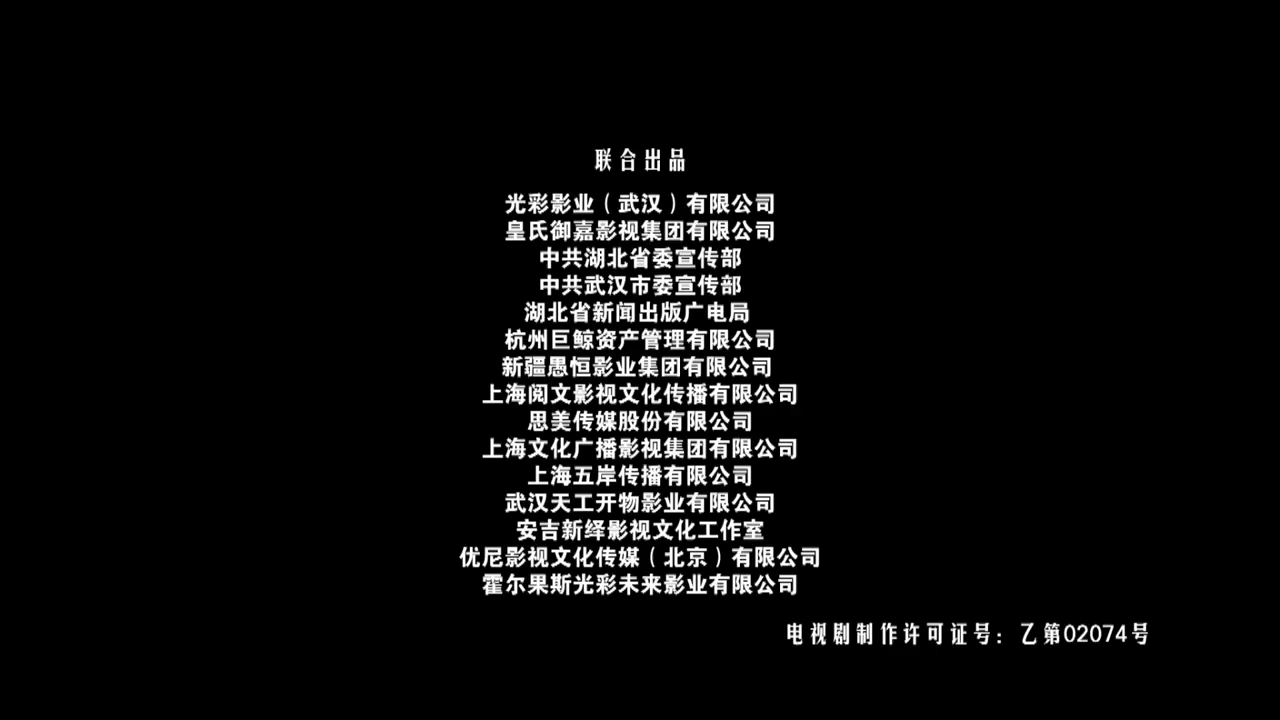 联合出品
光彩影业（武汉）有限公司
皇氏御嘉影视集团有限公司
中共湖北省委宣传部
中共武汉市委宣传部
湖北省新闻出版广电局
杭州巨鲸资产管理有限公司
新疆愚恒影业集团有限公司
上海阅文影视文化传播有限公司
思美传媒股份有限公司
上海文化广播影视集团有限公司
上海五岸传播有限公司
武汉天工开物影业有限公司
安吉新绎影视文化工作室
优尼影视文化传媒（北京）有限公司
霍尔果斯光彩未来影业有限公司
电视剧制作许可证号：乙第02074号